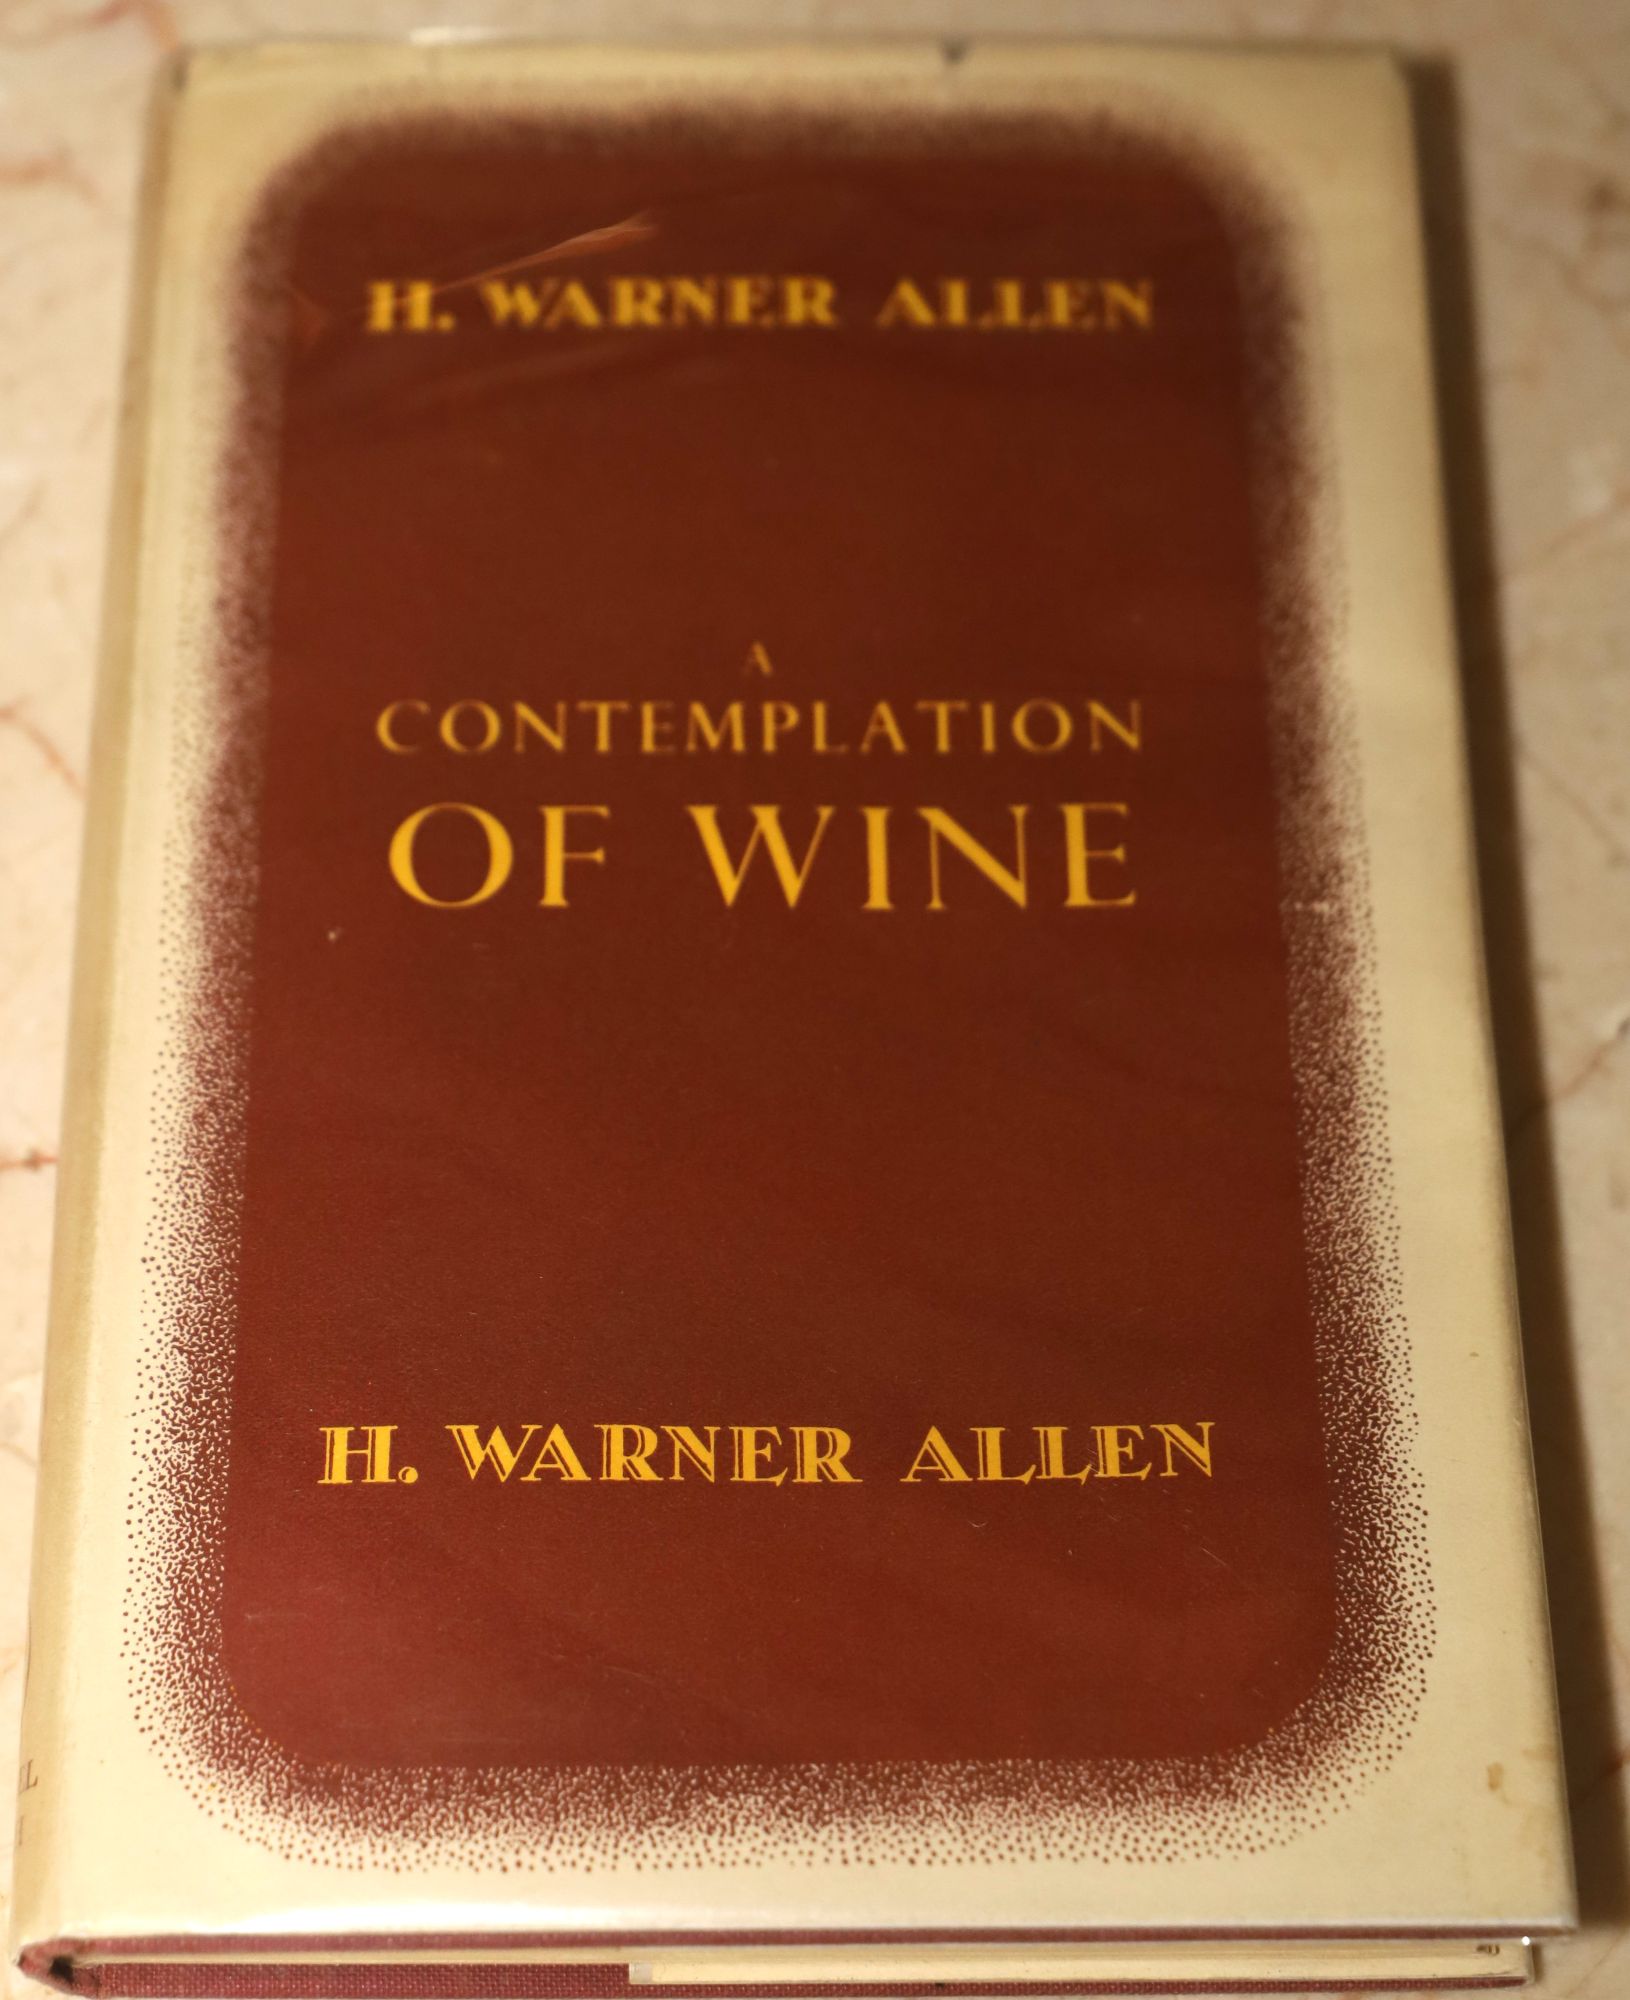 H. WARNER ALLEN
A
CONTEMPLATION
OF WINE
H. WARNER ALLEN